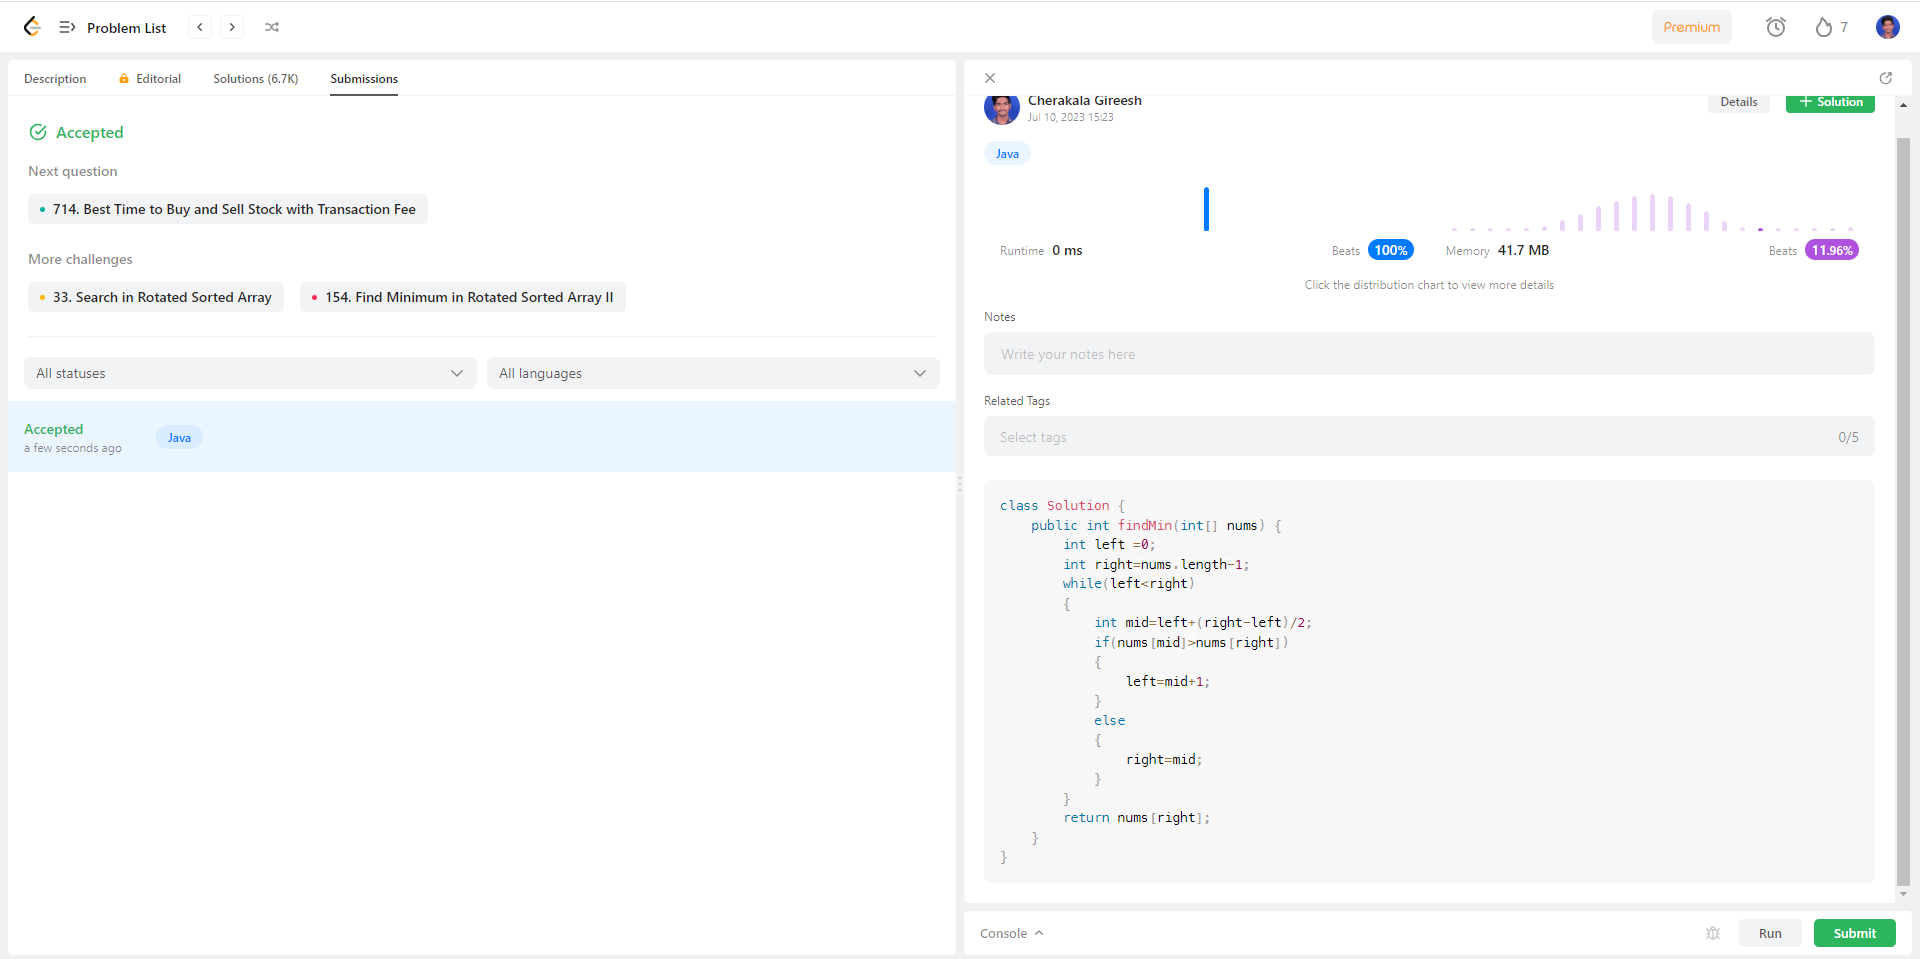 Problem List
Premium
7
Description Editorial Solutions (6.7K) Submissions
Accepted
Next question
714. Best Time to Buy and Sell Stock with Transaction Fee
More challenges
33. Search in Rotated Sorted Array 154. Find Minimum in Rotated Sorted Array II
All statuses All languages
Accepted
a few seconds ago
Java
Cherakala Gireesh
Jul 10, 2023 15:23
Details + Solution
Java
Runtime 0 ms Beats 100% Memory 41.7 MB Beats 11.96%
Click the distribution chart to view more details
Notes
Write your notes here
Related Tags
Select tags 0/5
class Solution {
    public int findMin(int[] nums) {
        int left =0;
        int right=nums.length-1;
        while(left<right)
        {
            int mid=left+(right-left)/2;
            if(nums[mid]>nums[right])
            {
                left=mid+1;
            }
            else
            {
                right=mid;
            }
        }
        return nums[right];
    }
}
Console Run Submit